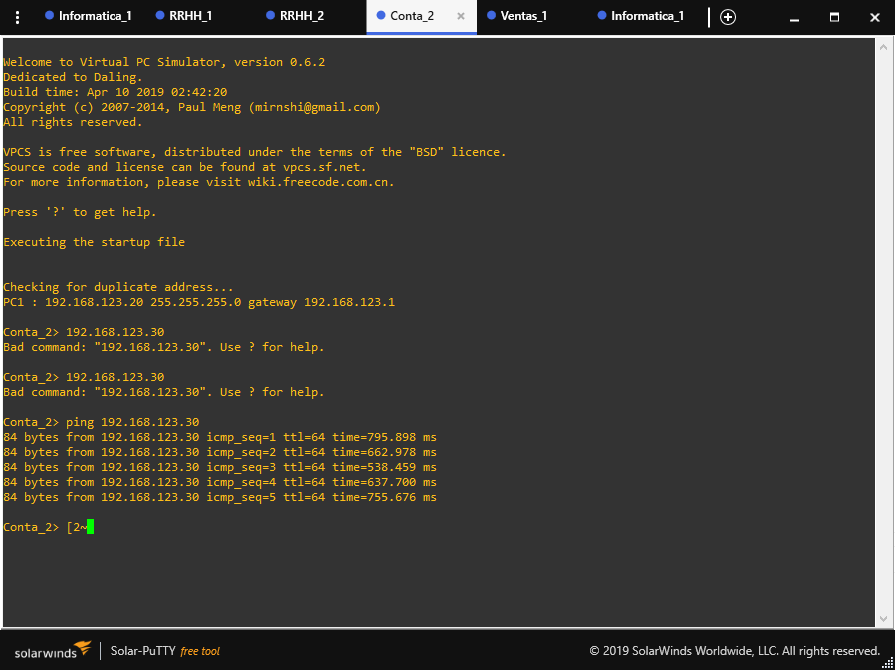 Informatica_1
RRHH_1
RRHH_2
Conta_2
Ventas_1
Informatica_1
Welcome to Virtual PC Simulator, version 0.6.2
Dedicated to Daling.
Build time: Apr 10 2019 02:42:20
Copyright (c) 2007-2014, Paul Meng (mirnshi@gmail.com)
All rights reserved.
VPCS is free software, distributed under the terms of the "BSD" licence.
Source code and license can be found at vpcs.sf.net.
For more information, please visit wiki.freecode.com.cn.
Press '?' to get help.
Executing the startup file
Checking for duplicate address...
PC1 : 192.168.123.20 255.255.255.0 gateway 192.168.123.1
Conta_2> 192.168.123.30
Bad command: "192.168.123.30". Use ? for help.
Conta_2> 192.168.123.30
Bad command: "192.168.123.30". Use ? for help.
Conta_2> ping 192.168.123.30
84 bytes from 192.168.123.30 icmp_seq=1 ttl=64 time=795.898 ms
84 bytes from 192.168.123.30 icmp_seq=2 ttl=64 time=662.978 ms
84 bytes from 192.168.123.30 icmp_seq=3 ttl=64 time=538.459 ms
84 bytes from 192.168.123.30 icmp_seq=4 ttl=64 time=637.700 ms
84 bytes from 192.168.123.30 icmp_seq=5 ttl=64 time=755.676 ms
Conta_2> [2~
solarwinds
Solar-PuTTY free tool
© 2019 SolarWinds Worldwide, LLC. All rights reserved.